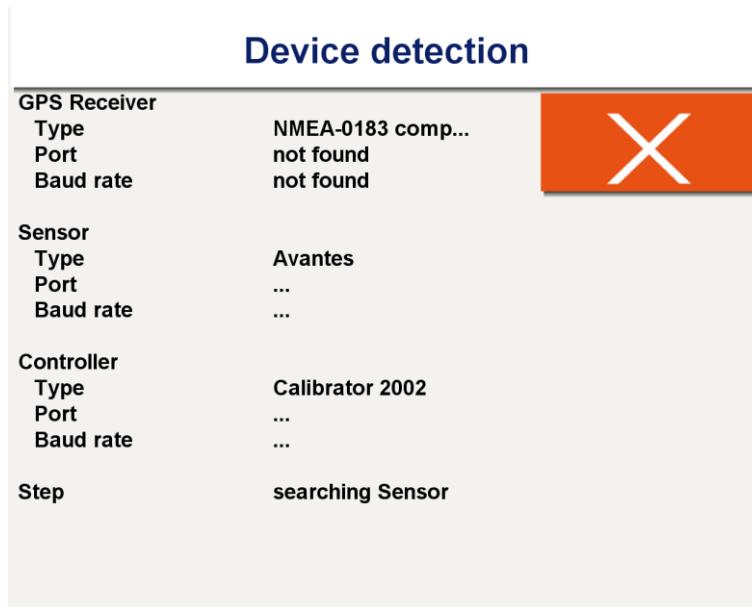 Device detection
GPS Receiver
Type NMEA-0183 comp...
Port not found
Baud rate not found
Sensor
Type Avantes
Port ...
Baud rate ...
Controller
Type Calibrator 2002
Port ...
Baud rate ...
Step searching Sensor